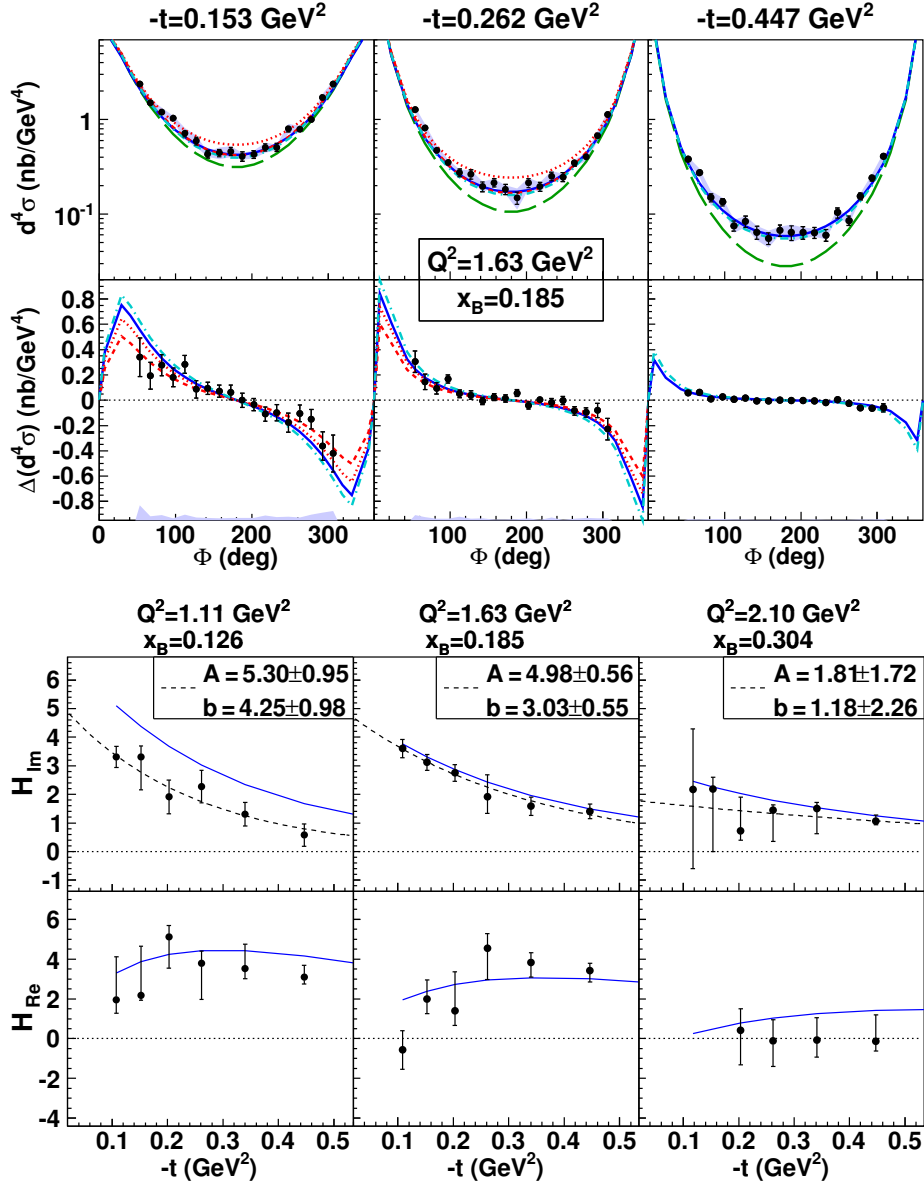 -t=0.153 GeV² -t=0.262 GeV² -t=0.447 GeV²
d⁴σ (nb/GeV⁴)
1
10⁻¹
Q²=1.63 GeV²
x_B=0.185
Δ(d⁴σ) (nb/GeV⁴)
0.8
0.6
0.4
0.2
0
-0.2
-0.4
-0.6
-0.8
0 100 200 300 100 200 300 100 200 300
Φ (deg) Φ (deg) Φ (deg)
Q²=1.11 GeV² Q²=1.63 GeV² Q²=2.10 GeV²
x_B=0.126 x_B=0.185 x_B=0.304
A = 5.30±0.95 A = 4.98±0.56 A = 1.81±1.72
b = 4.25±0.98 b = 3.03±0.55 b = 1.18±2.26
H_Im
6
5
4
3
2
1
0
-1
H_Re
6
4
2
0
-2
-4
0.1 0.2 0.3 0.4 0.5 0.1 0.2 0.3 0.4 0.5 0.1 0.2 0.3 0.4 0.5
-t (GeV²) -t (GeV²) -t (GeV²)